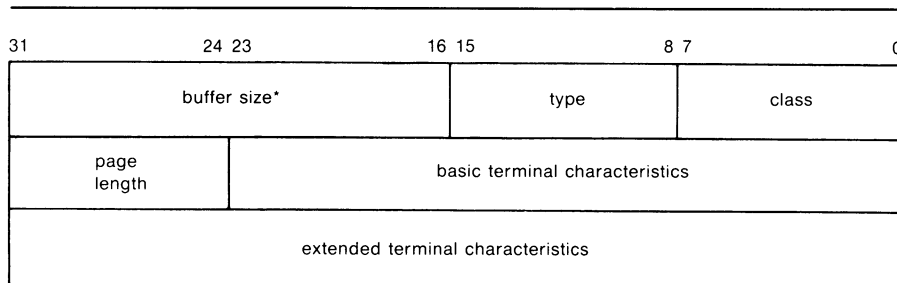 31 24 23 16 15 8 7 0
buffer size* type class
page
length
basic terminal characteristics
extended terminal characteristics